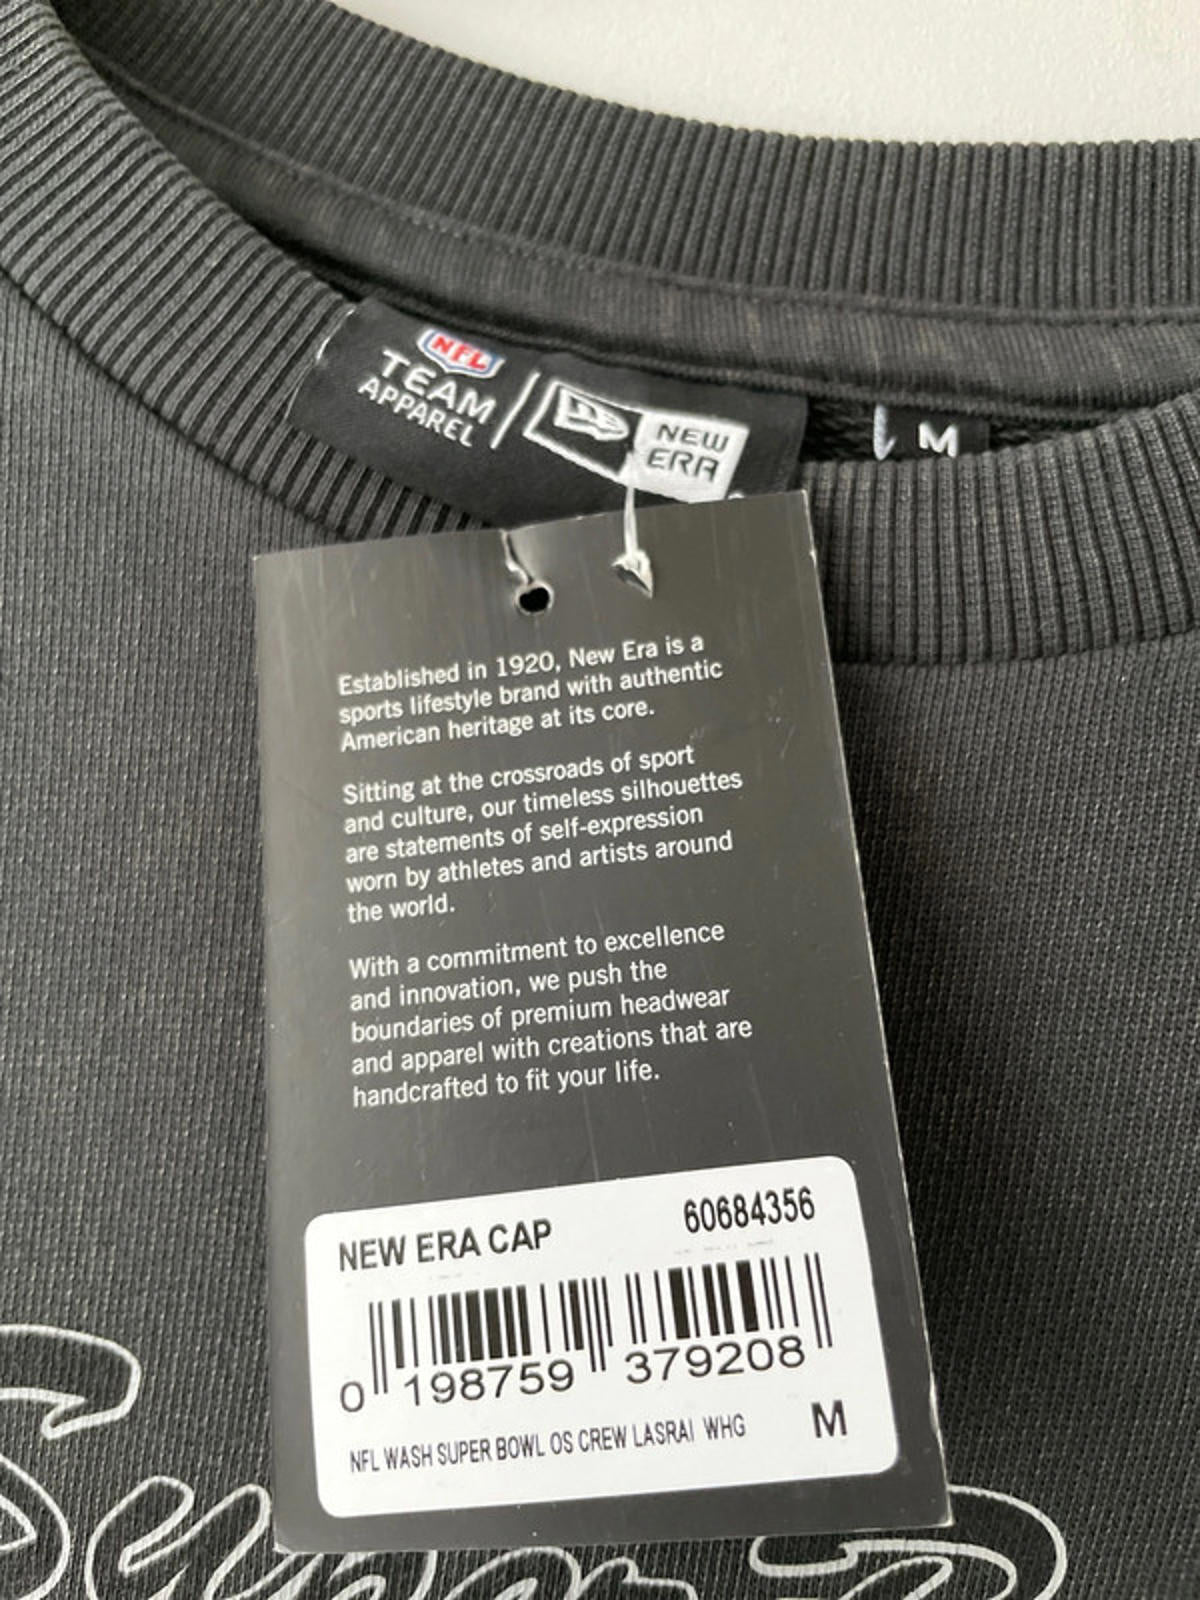 NFL
TEAM
APPAREL
NEW
ERA
M
Established in 1920, New Era is a
sports lifestyle brand with authentic
American heritage at its core.
Sitting at the crossroads of sport
and culture, our timeless silhouettes
are statements of self-expression
worn by athletes and artists around
the world.
With a commitment to excellence
and innovation, we push the
boundaries of premium headwear
and apparel with creations that are
handcrafted to fit your life.
NEW ERA CAP 60684356
0 198759 379208
NFL WASH SUPER BOWL OS CREW LASRAI WHG M
Super